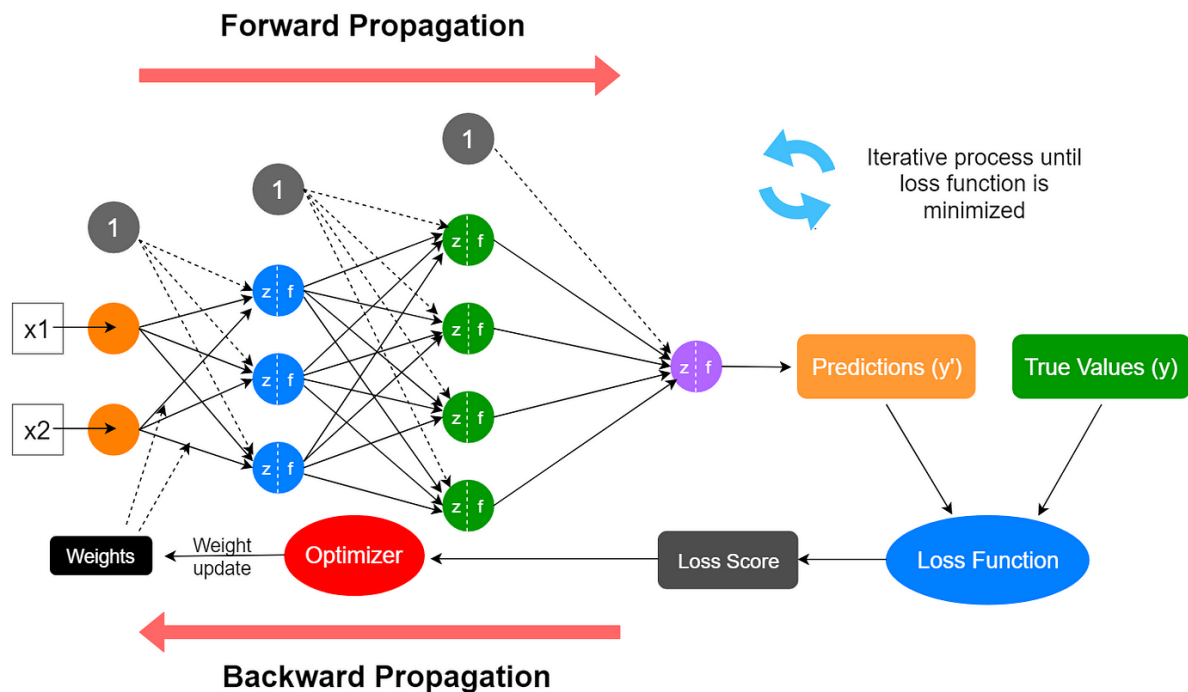 Forward Propagation
1
1
1
Iterative process until
loss function is
minimized
x1
x2
z f
z f
z f
z f
z f
z f
z f
z f
Predictions (y')
True Values (y)
Weights
Weight
update
Optimizer
Loss Score
Loss Function
Backward Propagation